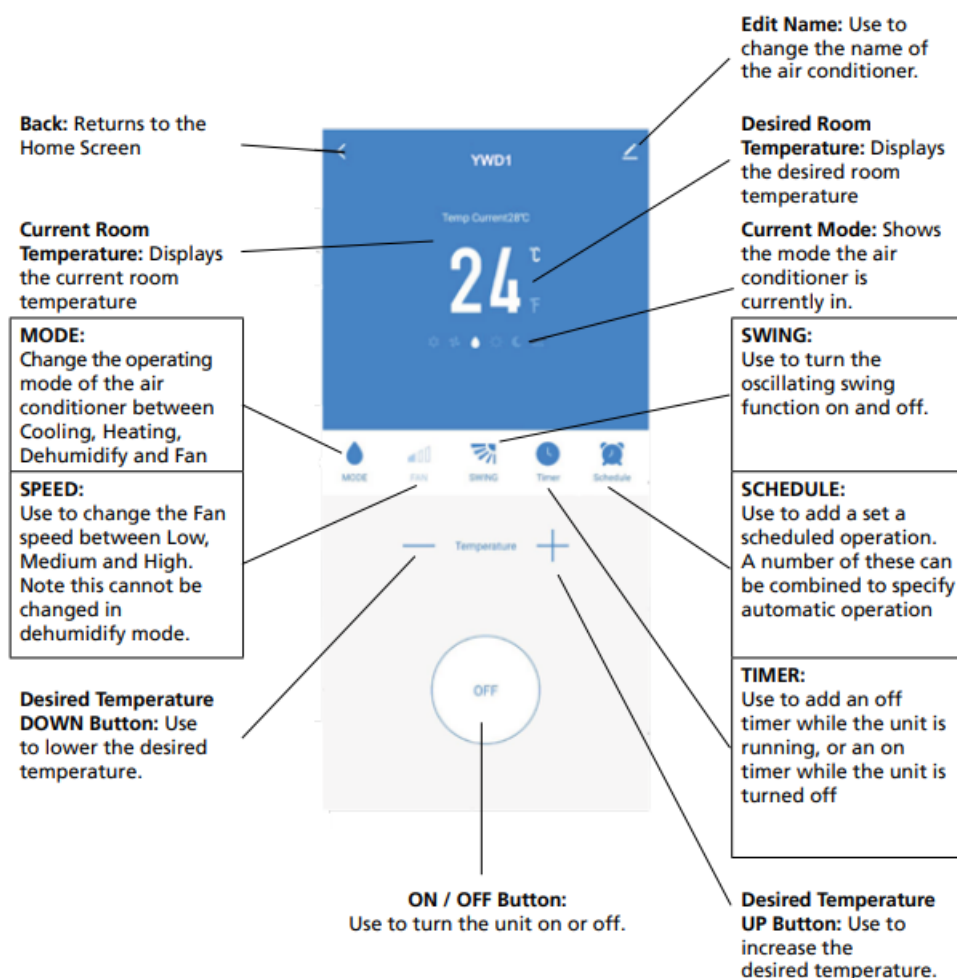 Edit Name: Use to
change the name of
the air conditioner.
Back: Returns to the
Home Screen
Desired Room
Temperature: Displays
the desired room
temperature
Current Room
Temperature: Displays
the current room
temperature
Current Mode: Shows
the mode the air
conditioner is
currently in.
YWD1
Temp Current28°C
24
°C
°F
MODE:
Change the operating
mode of the air
conditioner between
Cooling, Heating,
Dehumidify and Fan
SWING:
Use to turn the
oscillating swing
function on and off.
MODE
FAN
SWING
Timer
Schedule
SPEED:
Use to change the Fan
speed between Low,
Medium and High.
Note this cannot be
changed in
dehumidify mode.
SCHEDULE:
Use to add a set a
scheduled operation.
A number of these can
be combined to specify
automatic operation
Temperature
OFF
Desired Temperature
DOWN Button: Use
to lower the desired
temperature.
TIMER:
Use to add an off
timer while the unit is
running, or an on
timer while the unit is
turned off
ON / OFF Button:
Use to turn the unit on or off.
Desired Temperature
UP Button: Use to
increase the
desired temperature.